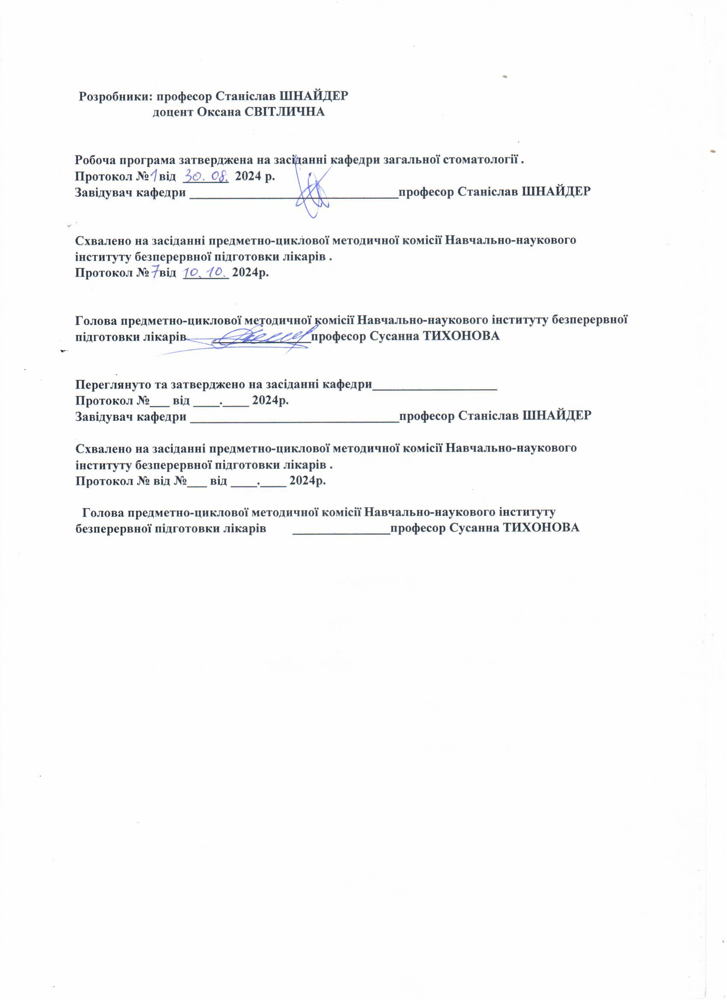 Розробники: професор Станіслав ШНАЙДЕР
доцент Оксана СВІТЛИЧНА
Робоча програма затверджена на засіданні кафедри загальної стоматології .
Протокол №1 від 30. 08. 2024 р.
Завідувач кафедри ________________________________професор Станіслав ШНАЙДЕР
Схвалено на засіданні предметно-циклової методичної комісії Навчально-наукового
інституту безперервної підготовки лікарів .
Протокол №7 від 10. 10. 2024р.
Голова предметно-циклової методичної комісії Навчально-наукового інституту безперервної
підготовки лікарів _______________професор Сусанна ТИХОНОВА
Переглянуто та затверджено на засіданні кафедри___________________
Протокол №___ від ____.____ 2024р.
Завідувач кафедри ________________________________професор Станіслав ШНАЙДЕР
Схвалено на засіданні предметно-циклової методичної комісії Навчально-наукового
інституту безперервної підготовки лікарів .
Протокол № від №___ від ____.____ 2024р.
Голова предметно-циклової методичної комісії Навчально-наукового інституту
безперервної підготовки лікарів _______________професор Сусанна ТИХОНОВА